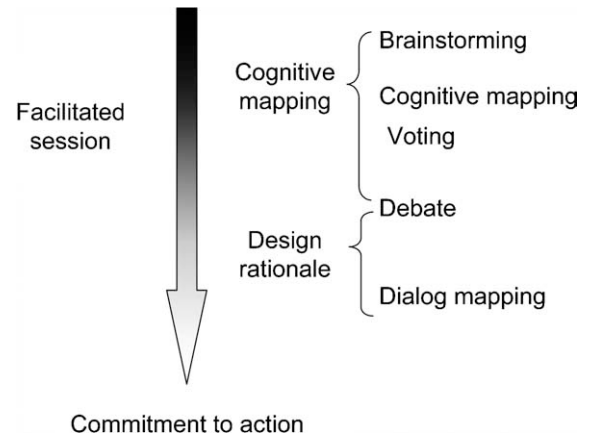 Brainstorming
Cognitive
mapping
Cognitive mapping
Voting
Facilitated
session
Debate
Design
rationale
Dialog mapping
Commitment to action